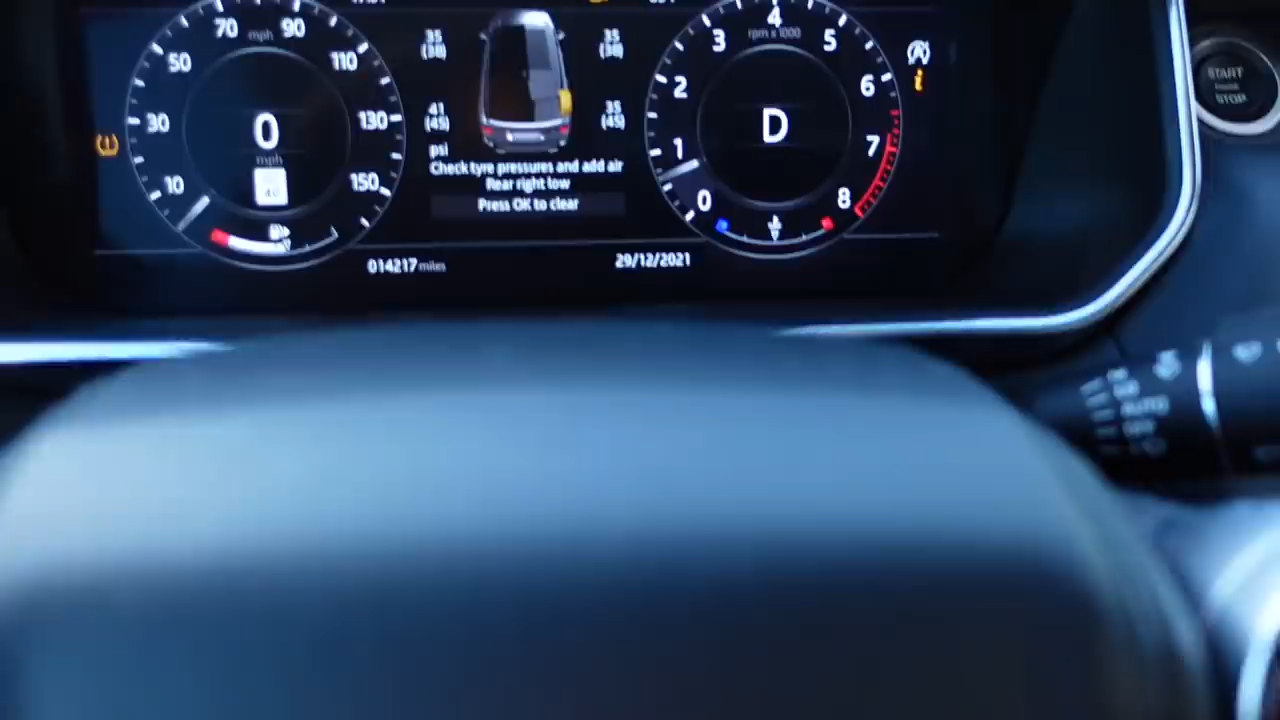 70 mph 90
50 110
30 130
10 150
0
mph
35
(38)
35
(38)
41
(45)
35
(45)
psi
Check tyre pressures and add air
Rear right low
Press OK to clear
014217 miles
29/12/2021
4
3 rpm x 1000 5
2 6
1 7
0 8
D
i
START
STOP
AUTO